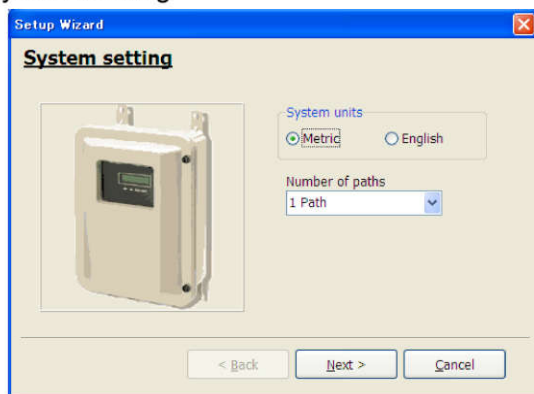 Setup Wizard
System setting
System units
Metric
English
Number of paths
1 Path
< Back
Next >
Cancel